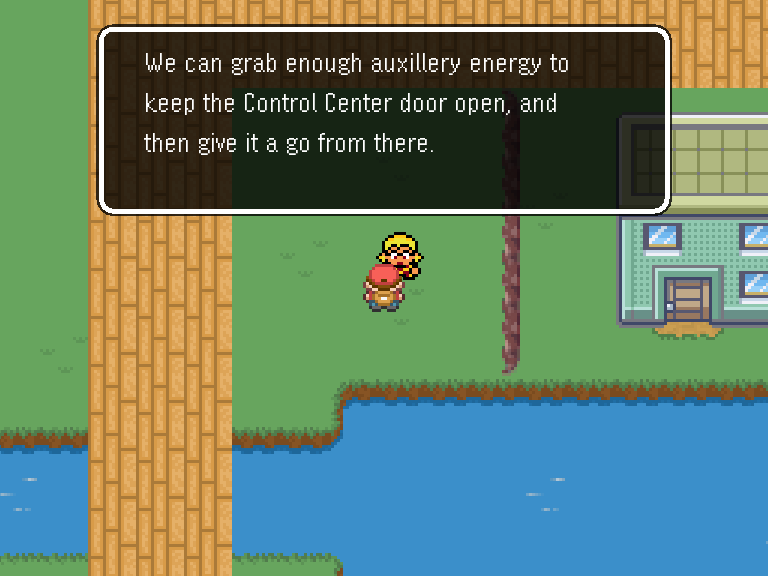 We can grab enough auxillery energy to
keep the Control Center door open, and
then give it a go from there.